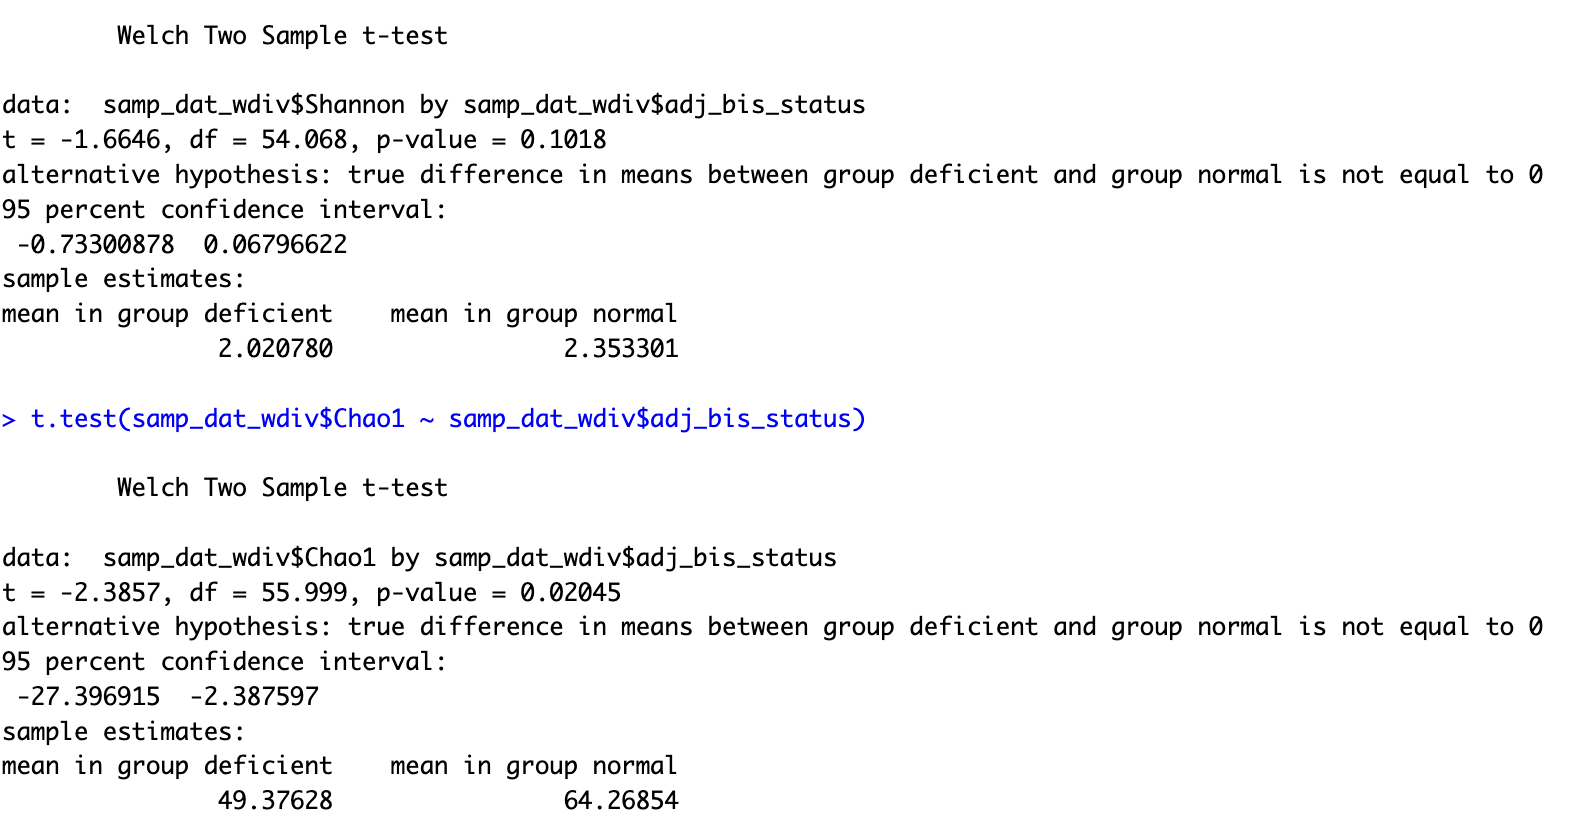 Welch Two Sample t-test
data:  samp_dat_wdiv$Shannon by samp_dat_wdiv$adj_bis_status
t = -1.6646, df = 54.068, p-value = 0.1018
alternative hypothesis: true difference in means between group deficient and group normal is not equal to 0
95 percent confidence interval:
 -0.73300878  0.06796622
sample estimates:
mean in group deficient    mean in group normal
               2.020780                2.353301
> t.test(samp_dat_wdiv$Chao1 ~ samp_dat_wdiv$adj_bis_status)
Welch Two Sample t-test
data:  samp_dat_wdiv$Chao1 by samp_dat_wdiv$adj_bis_status
t = -2.3857, df = 55.999, p-value = 0.02045
alternative hypothesis: true difference in means between group deficient and group normal is not equal to 0
95 percent confidence interval:
 -27.396915  -2.387597
sample estimates:
mean in group deficient    mean in group normal
               49.37628                64.26854